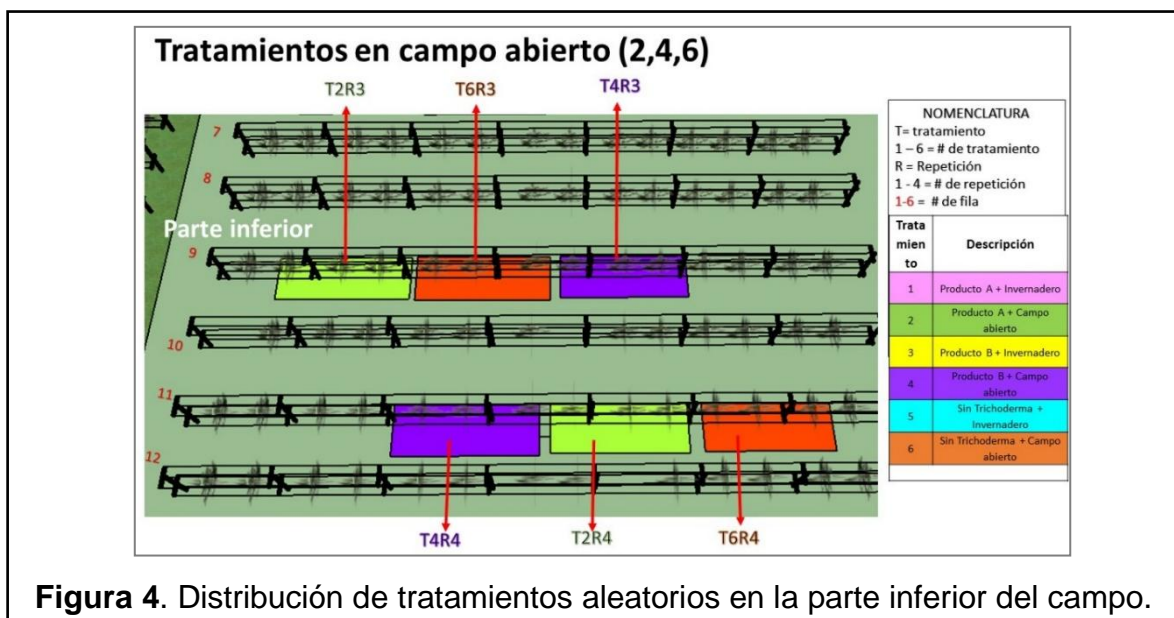 Tratamientos en campo abierto (2,4,6)
T2R3 T6R3 T4R3
7
8
Parte inferior
9
10
11
12
T4R4 T2R4 T6R4
NOMENCLATURA
T= tratamiento
1 – 6 = # de tratamiento
R = Repetición
1 - 4 = # de repetición
1-6 = # de fila
Trata
mien
to
Descripción
1 Producto A + Invernadero
2 Producto A + Campo
abierto
3 Producto B + Invernadero
4 Producto B + Campo
abierto
5 Sin Trichoderma +
Invernadero
6 Sin Trichoderma + Campo
abierto
Figura 4. Distribución de tratamientos aleatorios en la parte inferior del campo.